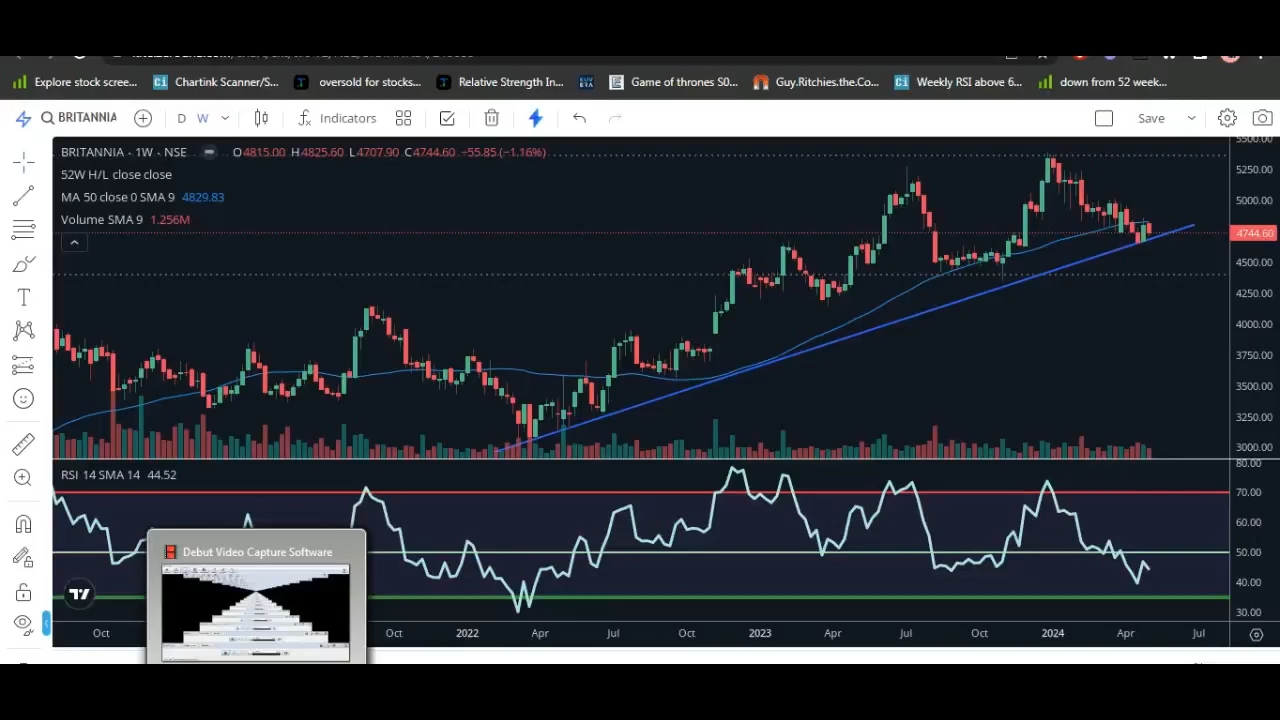 Explore stock scree...
Chartink Scanner/S...
oversold for stocks...
Relative Strength In...
Game of thrones S0...
Guy.Ritchies.the.Co...
Weekly RSI above 6...
down from 52 week...
BRITANNIA
D W
Indicators
Save
BRITANNIA - 1W - NSE O4815.00 H4825.60 L4707.90 C4744.60 −55.85 (−1.16%)
52W H/L close close
MA 50 close 0 SMA 9 4829.83
Volume SMA 9 1.256M
5500.00
5250.00
5000.00
4744.60
4500.00
4250.00
4000.00
3750.00
3500.00
3250.00
3000.00
RSI 14 SMA 14 44.52
80.00
70.00
60.00
50.00
40.00
30.00
Debut Video Capture Software
Oct Oct 2022 Apr Jul Oct 2023 Apr Jul Oct 2024 Apr Jul